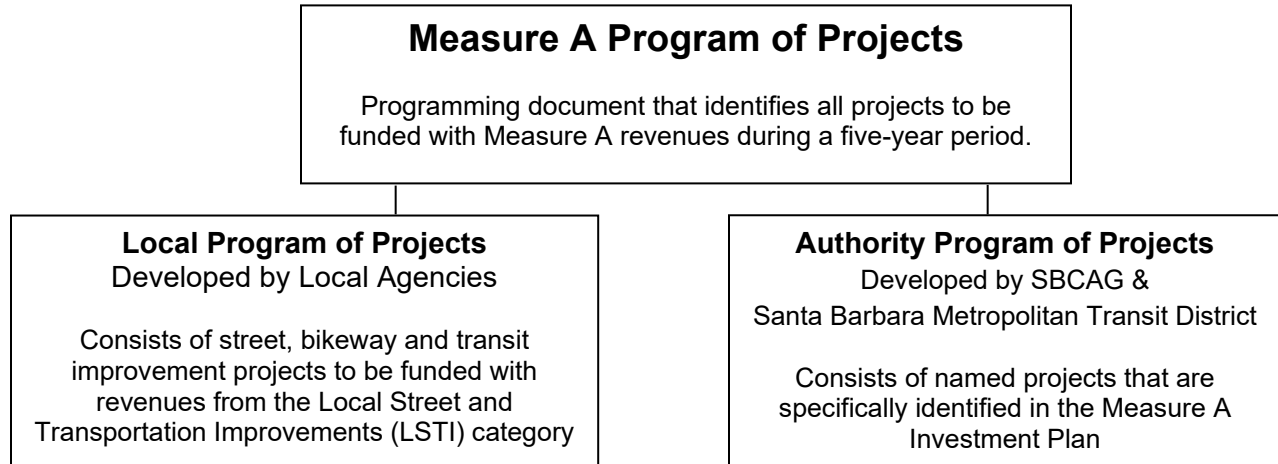 Measure A Program of Projects
Programming document that identifies all projects to be
funded with Measure A revenues during a five-year period.
Local Program of Projects
Developed by Local Agencies
Consists of street, bikeway and transit
improvement projects to be funded with
revenues from the Local Street and
Transportation Improvements (LSTI) category
Authority Program of Projects
Developed by SBCAG &
Santa Barbara Metropolitan Transit District
Consists of named projects that are
specifically identified in the Measure A
Investment Plan